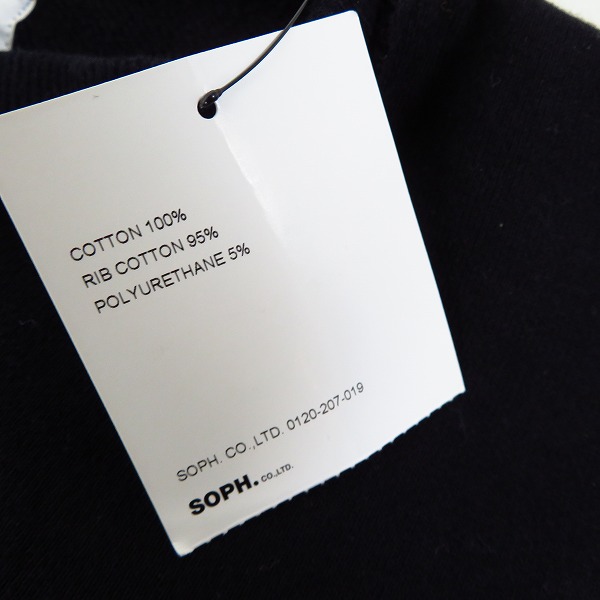 COTTON 100%
RIB COTTON 95%
POLYURETHANE 5%
SOPH. CO.,LTD. 0120-207-019
SOPH. CO.,LTD.